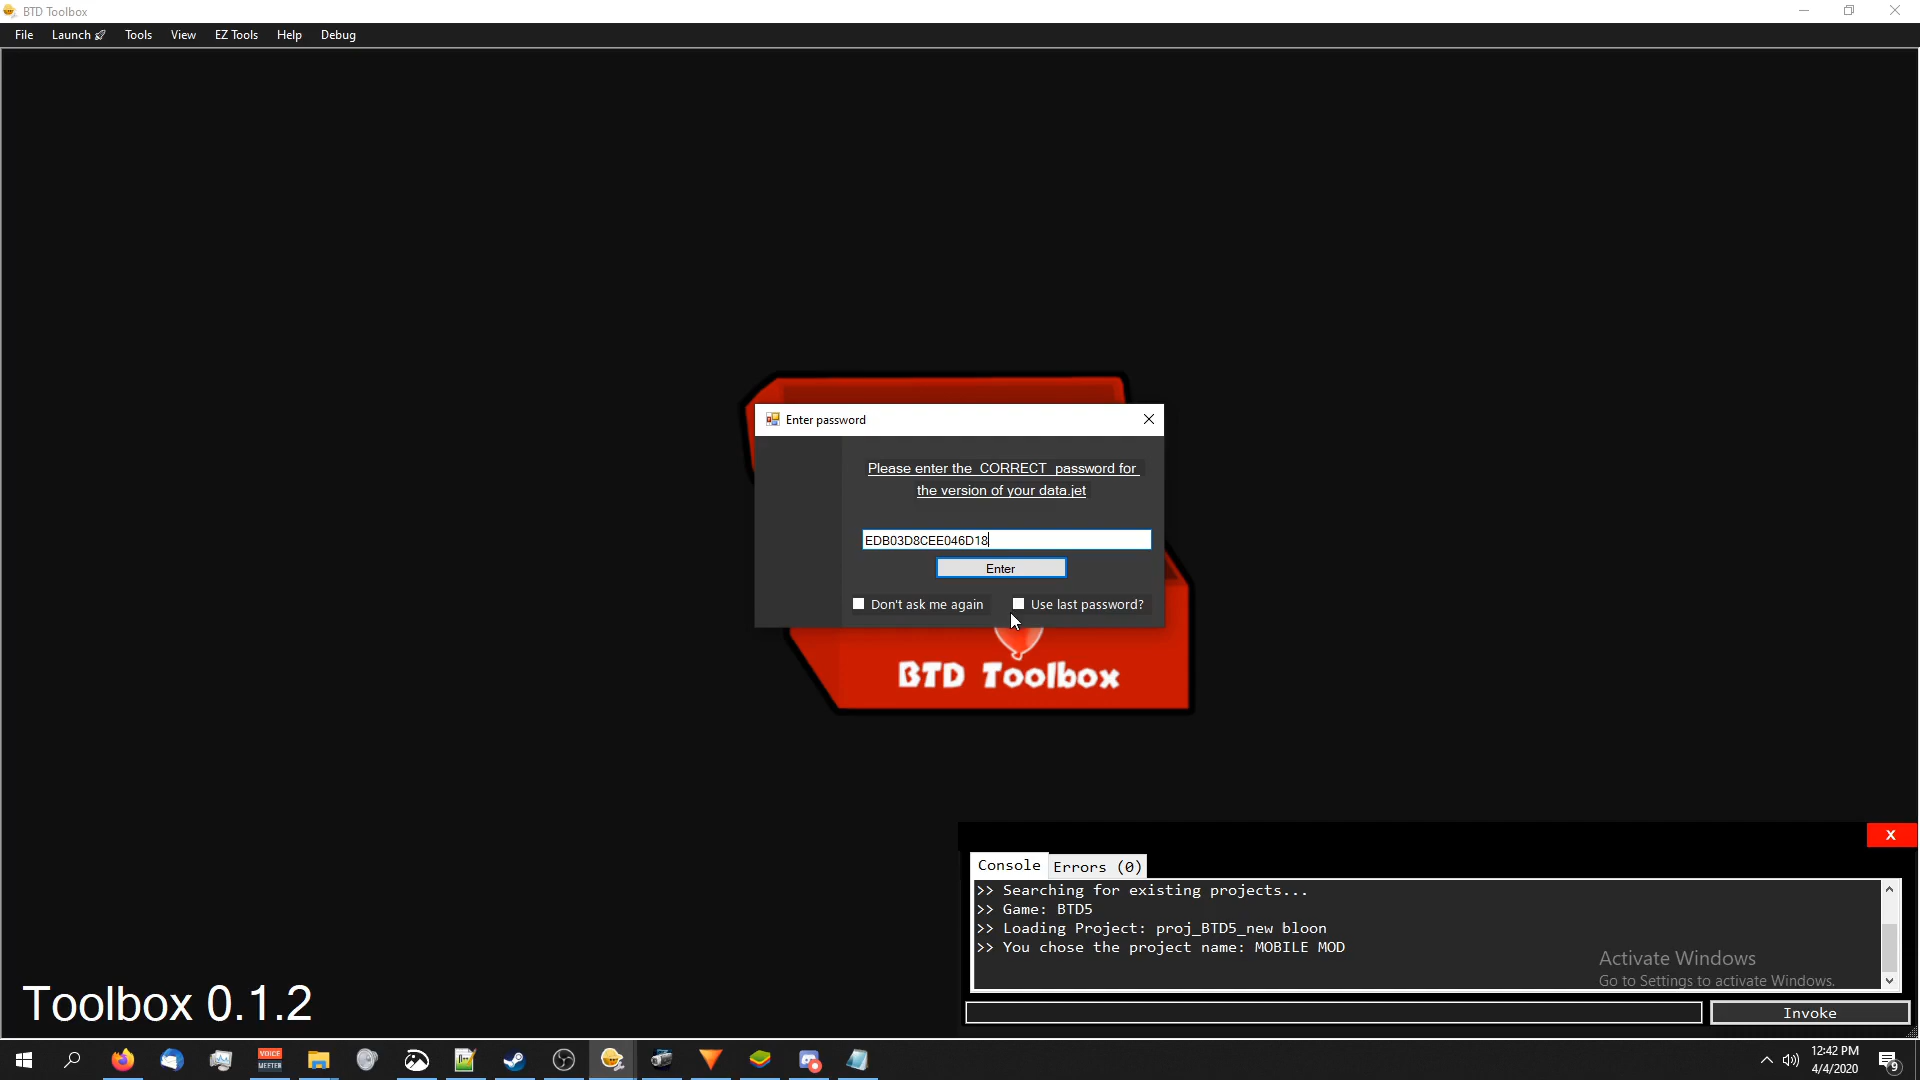 BTD Toolbox
File Launch Tools View EZ Tools Help Debug
Enter password
Please enter the CORRECT password for
the version of your data.jet
EDB03D8CEE046D18
Enter
Don't ask me again Use last password?
BTD Toolbox
X
Console Errors (0)
>> Searching for existing projects...
>> Game: BTD5
>> Loading Project: proj_BTD5_new bloon
>> You chose the project name: MOBILE MOD
Activate Windows
Go to Settings to activate Windows.
Toolbox 0.1.2
Invoke
VOICE
MEETER
12:42 PM
4/4/2020
9